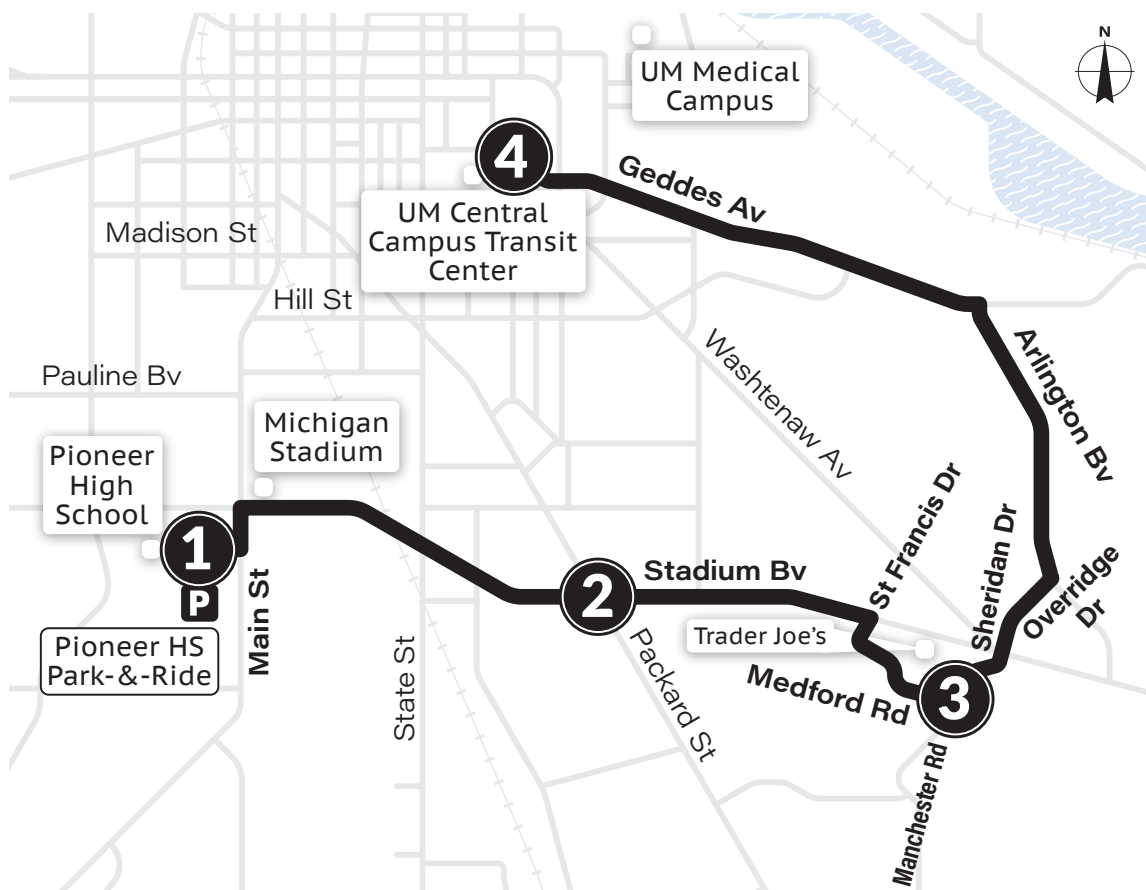 N
UM Medical
Campus
4
Geddes Av
UM Central
Campus Transit
Center
Madison St
Hill St
Arlington Bv
Washtenaw Av
Pauline Bv
Michigan
Stadium
Pioneer
High
School
1
P
Pioneer HS
Park-&-Ride
Main St
State St
2
Stadium Bv
Packard St
St Francis Dr
Sheridan Dr
Overridge
Dr
Trader Joe's
Medford Rd
3
Manchester Rd